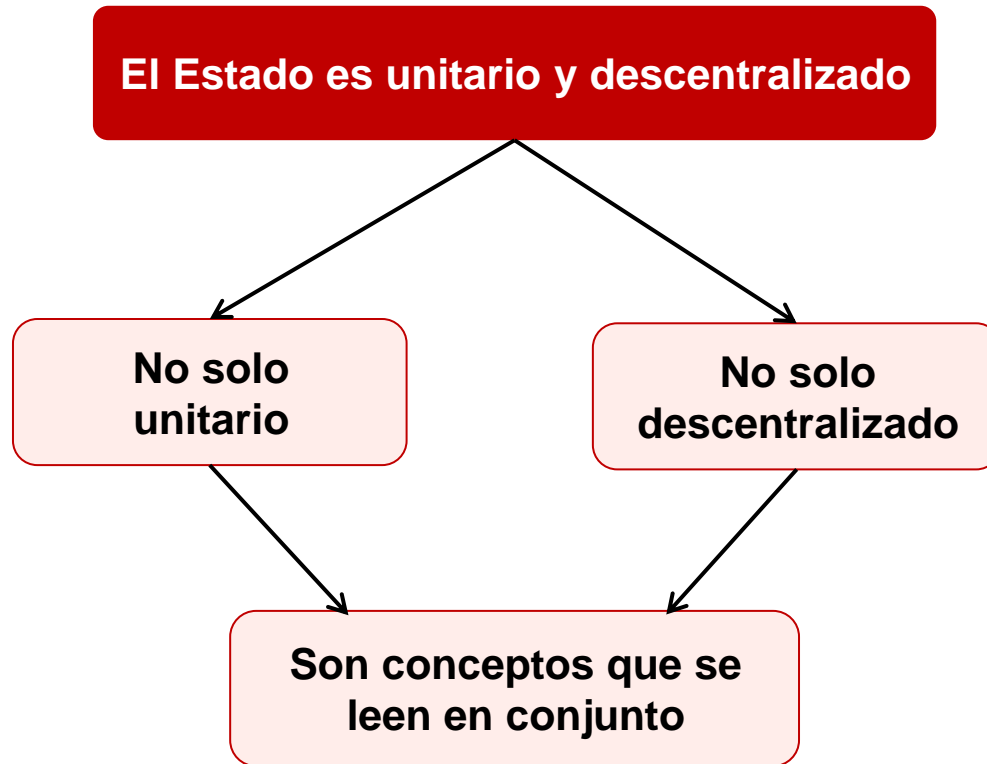 El Estado es unitario y descentralizado
No solo
unitario
No solo
descentralizado
Son conceptos que se
leen en conjunto